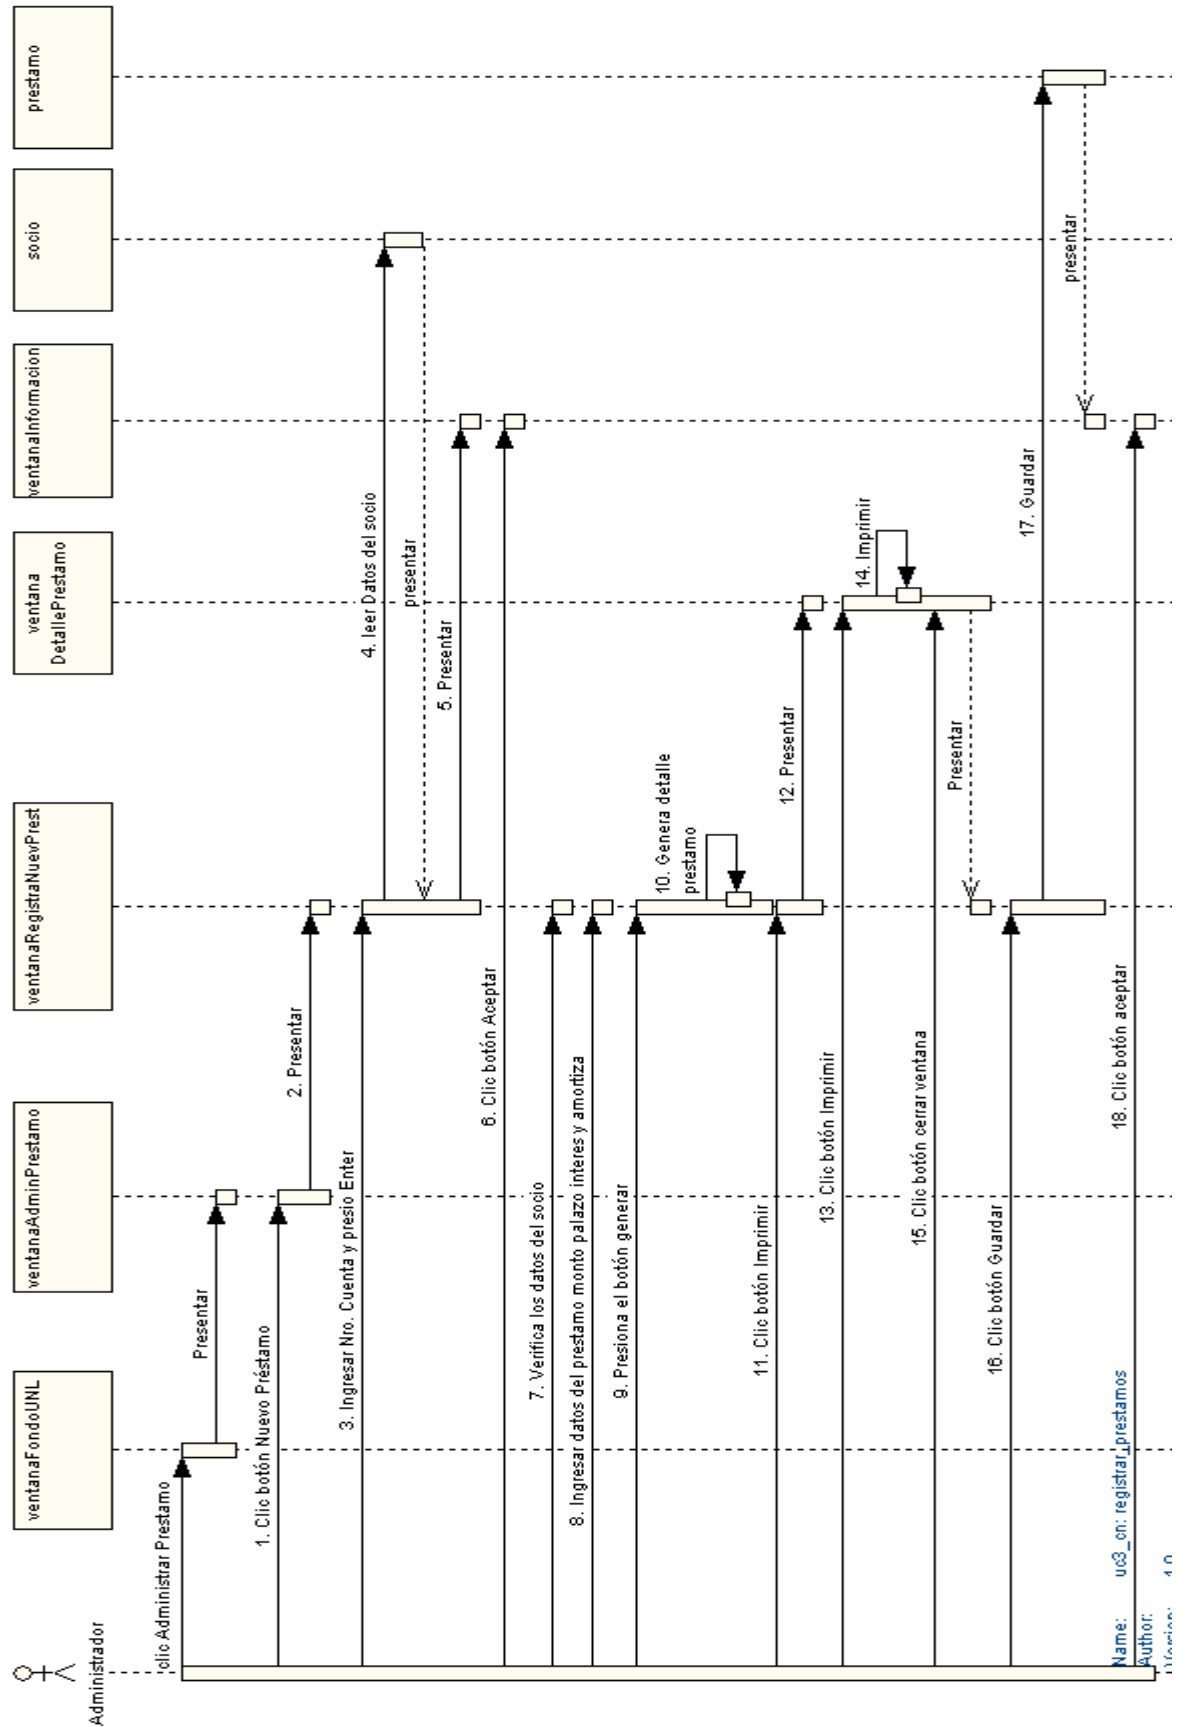 Administrador
ventanaFondoUNL
ventanaAdminPrestamo
ventanaRegistraNuevPrest
ventana
DetallePrestamo
ventanaInformacion
socio
prestamo
clic Administrar Prestamo
Presentar
1. Clic botón Nuevo Préstamo
2. Presentar
3. Ingresar Nro. Cuenta y presio Enter
4. leer Datos del socio
presentar
5. Presentar
6. Clic botón Aceptar
7. Verifica los datos del socio
8. Ingresar datos del prestamo monto palazo interes y amortiza
9. Presiona el botón generar
10. Genera detalle
prestamo
11. Clic botón Imprimir
12. Presentar
13. Clic botón Imprimir
14. Imprimir
15. Clic botón cerrar ventana
Presentar
16. Clic botón Guardar
17. Guardar
presentar
18. Clic botón aceptar
Name: uc3_cn: registrar_prestamos
Author: